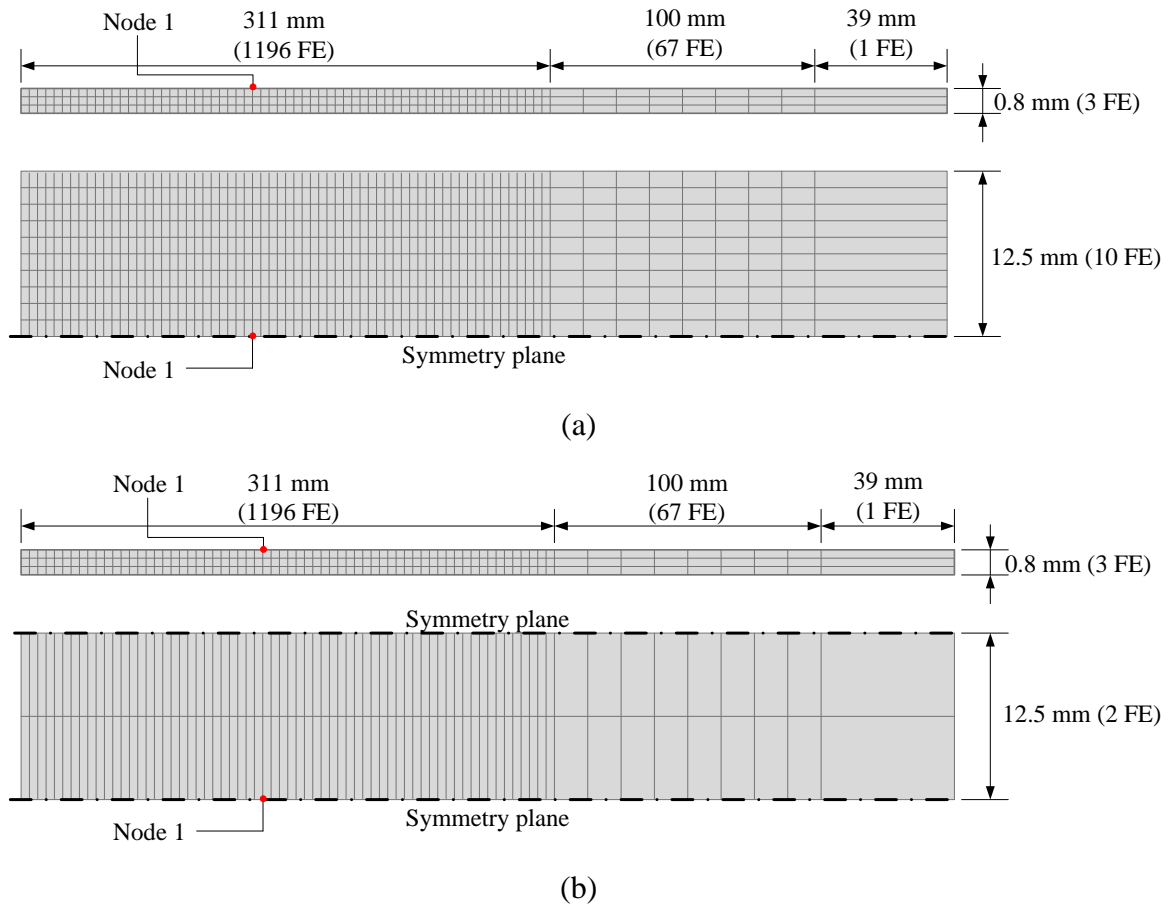 Node 1
311 mm
(1196 FE)
100 mm
(67 FE)
39 mm
(1 FE)
0.8 mm (3 FE)
12.5 mm (10 FE)
Symmetry plane
Node 1
(a)
Node 1
311 mm
(1196 FE)
100 mm
(67 FE)
39 mm
(1 FE)
0.8 mm (3 FE)
Symmetry plane
12.5 mm (2 FE)
Symmetry plane
Node 1
(b)